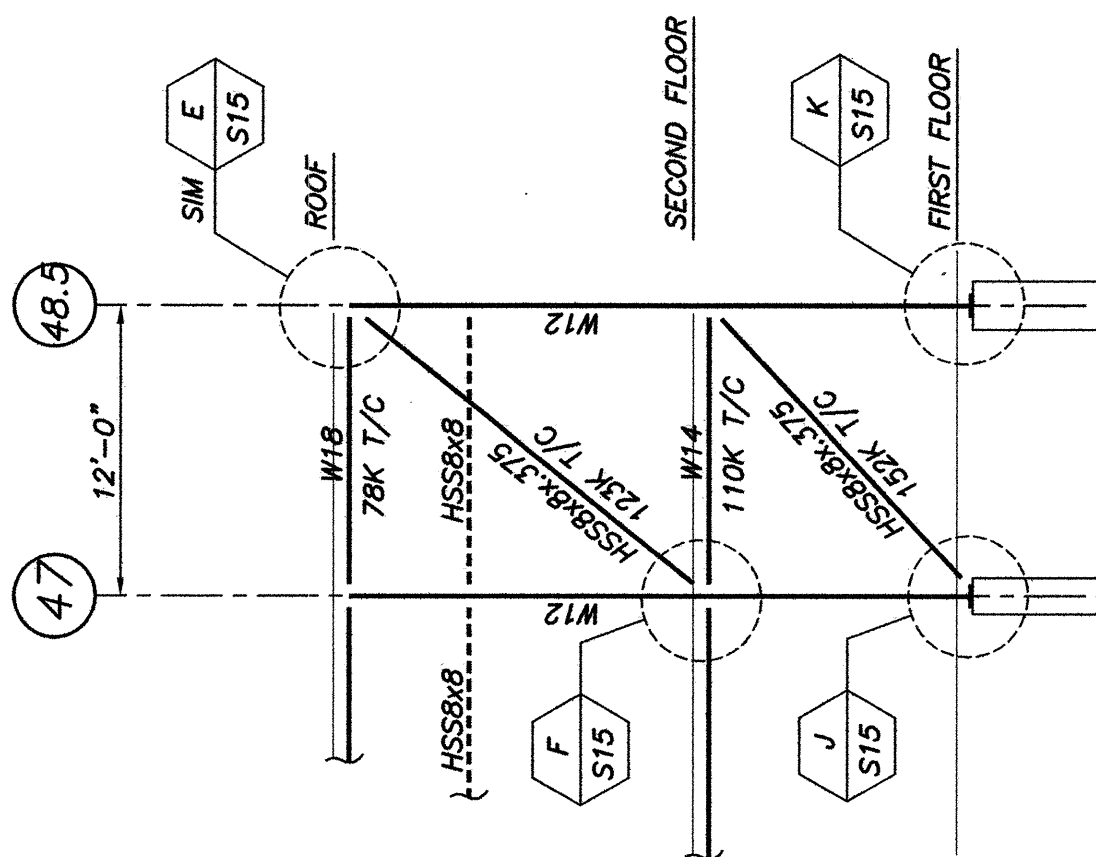 47
48.5
12'-0"
E
S15
SIM
ROOF
W18
78K T/C
HSS8x8
HSS8x8
HSS8x8x.375
123K T/C
W12
W12
SECOND FLOOR
W14
110K T/C
F
S15
HSS8x8x.375
152K T/C
K
S15
FIRST FLOOR
J
S15